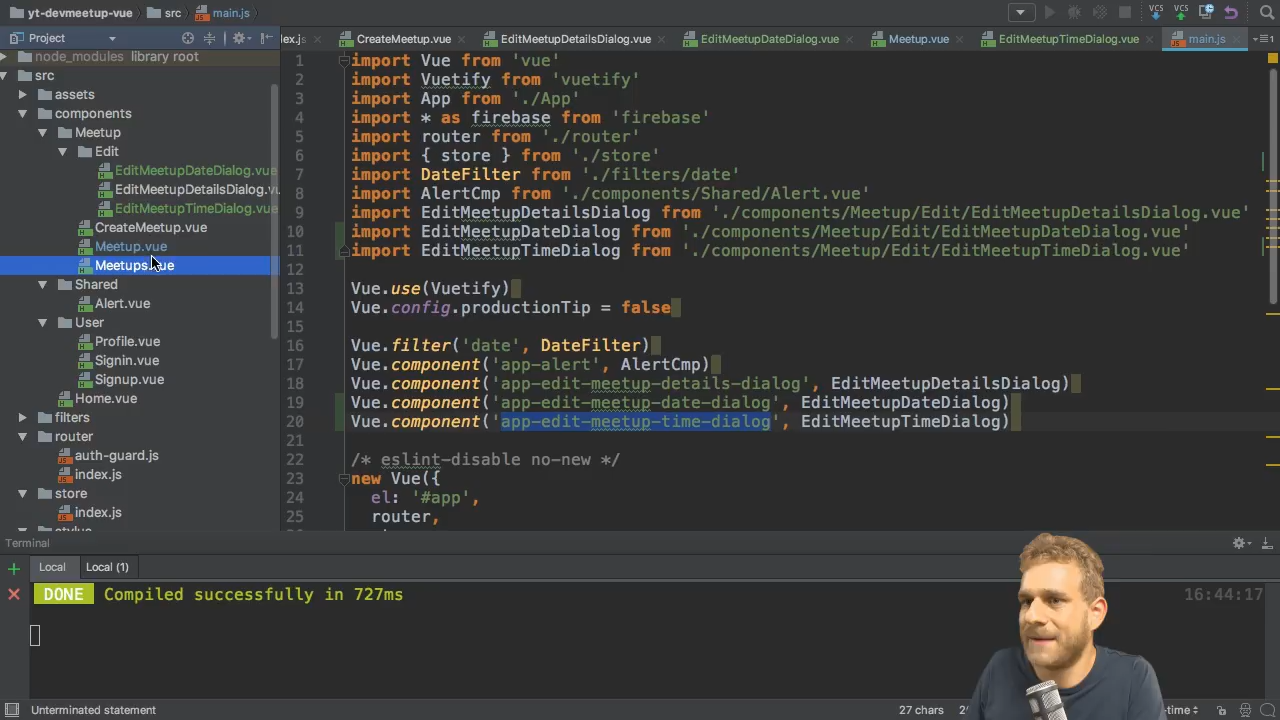 yt-devmeetup-vue src main.js
Project
ex.js CreateMeetup.vue EditMeetupDetailsDialog.vue EditMeetupDateDialog.vue Meetup.vue EditMeetupTimeDialog.vue main.js
VCS VCS
node_modules library root
src
assets
components
Meetup
Edit
EditMeetupDateDialog.vue
EditMeetupDetailsDialog.v
EditMeetupTimeDialog.vue
CreateMeetup.vue
Meetup.vue
Meetups.vue
Shared
Alert.vue
User
Profile.vue
Signin.vue
Signup.vue
Home.vue
filters
router
auth-guard.js
index.js
store
index.js
stylus
1 import Vue from 'vue'
2 import Vuetify from 'vuetify'
3 import App from './App'
4 import * as firebase from 'firebase'
5 import router from './router'
6 import { store } from './store'
7 import DateFilter from './filters/date'
8 import AlertCmp from './components/Shared/Alert.vue'
9 import EditMeetupDetailsDialog from './components/Meetup/Edit/EditMeetupDetailsDialog.vue'
10 import EditMeetupDateDialog from './components/Meetup/Edit/EditMeetupDateDialog.vue'
11 import EditMeetupTimeDialog from './components/Meetup/Edit/EditMeetupTimeDialog.vue'
12
13 Vue.use(Vuetify)
14 Vue.config.productionTip = false
15
16 Vue.filter('date', DateFilter)
17 Vue.component('app-alert', AlertCmp)
18 Vue.component('app-edit-meetup-details-dialog', EditMeetupDetailsDialog)
19 Vue.component('app-edit-meetup-date-dialog', EditMeetupDateDialog)
20 Vue.component('app-edit-meetup-time-dialog', EditMeetupTimeDialog)
21
22 /* eslint-disable no-new */
23 new Vue({
24 el: '#app',
25 router,
Terminal
Local Local (1)
DONE Compiled successfully in 727ms 16:44:17
Unterminated statement 27 chars